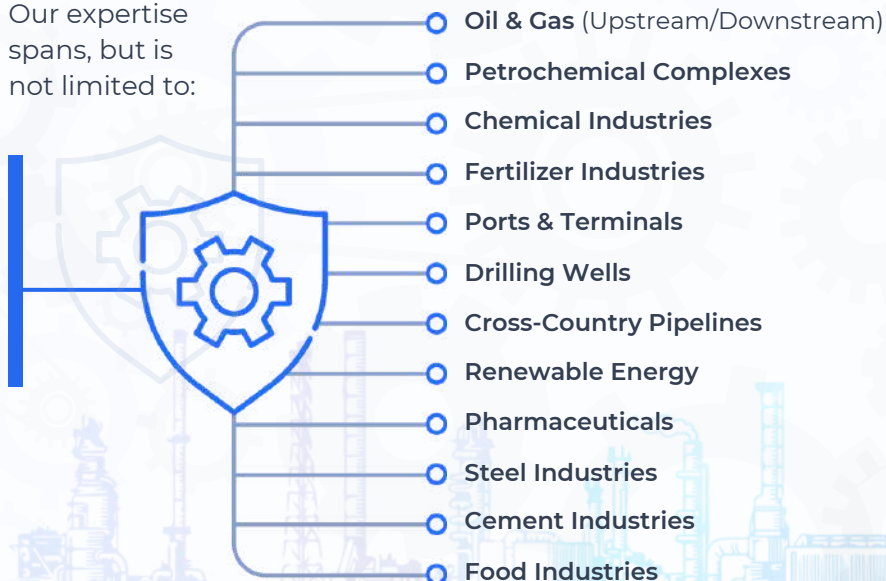 Our expertise
spans, but is
not limited to:
Oil & Gas (Upstream/Downstream)
Petrochemical Complexes
Chemical Industries
Fertilizer Industries
Ports & Terminals
Drilling Wells
Cross-Country Pipelines
Renewable Energy
Pharmaceuticals
Steel Industries
Cement Industries
Food Industries